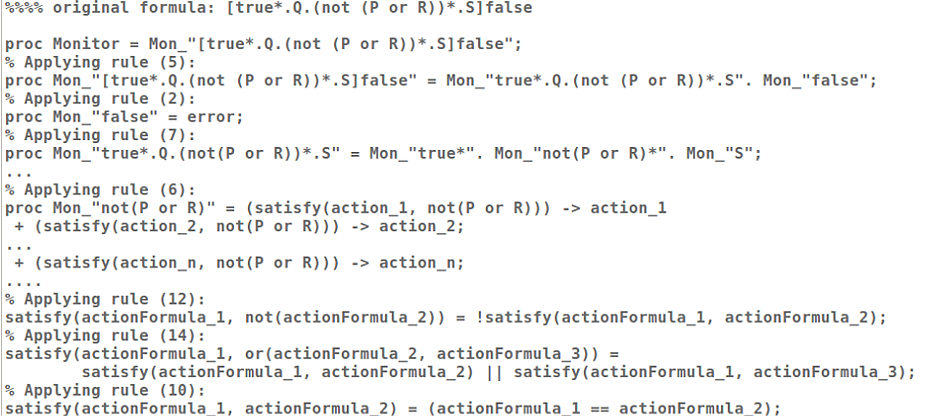 %%%% original formula: [true*.Q.(not (P or R))*.S]false
proc Monitor = Mon_"[true*.Q.(not (P or R))*.S]false";
% Applying rule (5):
proc Mon_"[true*.Q.(not (P or R))*.S]false" = Mon_"true*.Q.(not (P or R))*.S". Mon_"false";
% Applying rule (2):
proc Mon_"false" = error;
% Applying rule (7):
proc Mon_"true*.Q.(not(P or R))*.S" = Mon_"true*". Mon_"not(P or R)*". Mon_"S";
...
% Applying rule (6):
proc Mon_"not(P or R)" = (satisfy(action_1, not(P or R))) -> action_1
+ (satisfy(action_2, not(P or R))) -> action_2;
...
+ (satisfy(action_n, not(P or R))) -> action_n;
....
% Applying rule (12):
satisfy(actionFormula_1, not(actionFormula_2)) = !satisfy(actionFormula_1, actionFormula_2);
% Applying rule (14):
satisfy(actionFormula_1, or(actionFormula_2, actionFormula_3)) =
satisfy(actionFormula_1, actionFormula_2) || satisfy(actionFormula_1, actionFormula_3);
% Applying rule (10):
satisfy(actionFormula_1, actionFormula_2) = (actionFormula_1 == actionFormula_2);